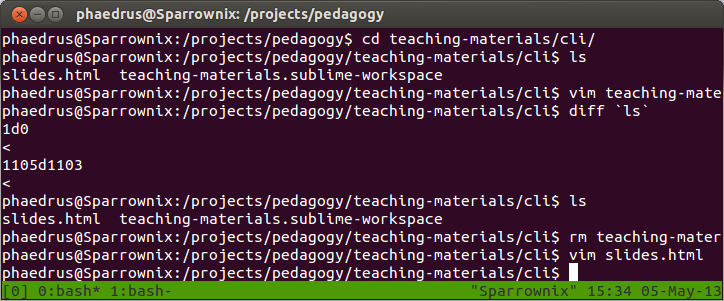 phaedrus@Sparrownix: /projects/pedagogy
phaedrus@Sparrownix:/projects/pedagogy$ cd teaching-materials/cli/
phaedrus@Sparrownix:/projects/pedagogy/teaching-materials/cli$ ls
slides.html  teaching-materials.sublime-workspace
phaedrus@Sparrownix:/projects/pedagogy/teaching-materials/cli$ vim teaching-mate
phaedrus@Sparrownix:/projects/pedagogy/teaching-materials/cli$ diff `ls`
1d0
<
1105d1103
<
phaedrus@Sparrownix:/projects/pedagogy/teaching-materials/cli$ ls
slides.html  teaching-materials.sublime-workspace
phaedrus@Sparrownix:/projects/pedagogy/teaching-materials/cli$ rm teaching-mater
phaedrus@Sparrownix:/projects/pedagogy/teaching-materials/cli$ vim slides.html
phaedrus@Sparrownix:/projects/pedagogy/teaching-materials/cli$
[0] 0:bash* 1:bash- "Sparrownix" 15:34 05-May-13